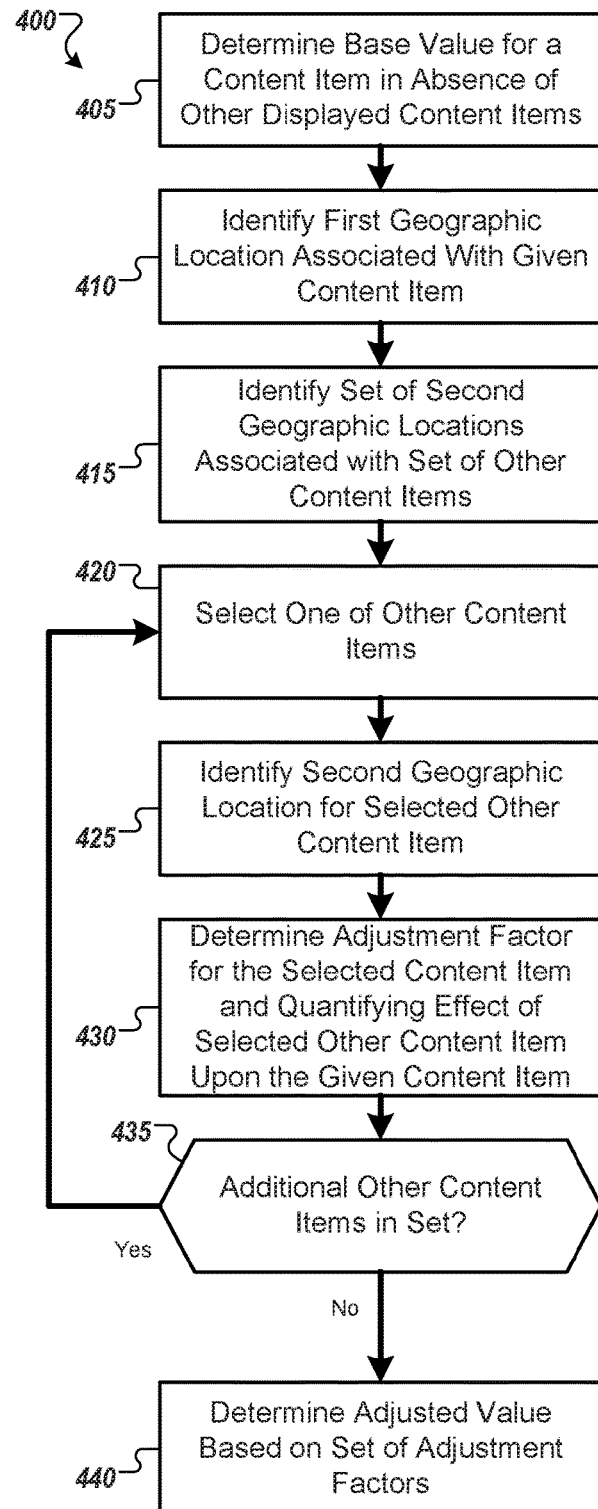 400
Determine Base Value for a
Content Item in Absence of
Other Displayed Content Items
405
Identify First Geographic
Location Associated With Given
Content Item
410
Identify Set of Second
Geographic Locations
Associated with Set of Other
Content Items
415
420
Select One of Other Content
Items
Identify Second Geographic
Location for Selected Other
Content Item
425
Determine Adjustment Factor
for the Selected Content Item
and Quantifying Effect of
Selected Other Content Item
Upon the Given Content Item
430
435
Additional Other Content
Items in Set?
Yes
No
Determine Adjusted Value
Based on Set of Adjustment
Factors
440